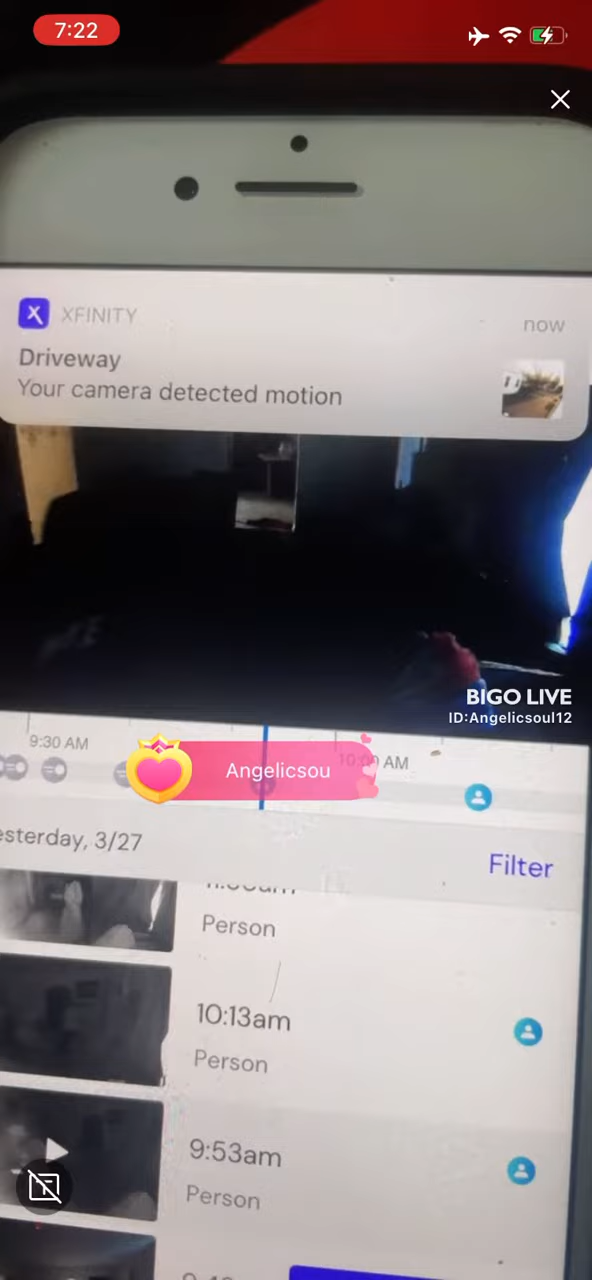 7:22
XFINITY
now
Driveway
Your camera detected motion
BIGO LIVE
ID:Angelicsoul12
9:30 AM
AM
Angelicsou
esterday, 3/27
Filter
Person
10:13am
Person
9:53am
Person